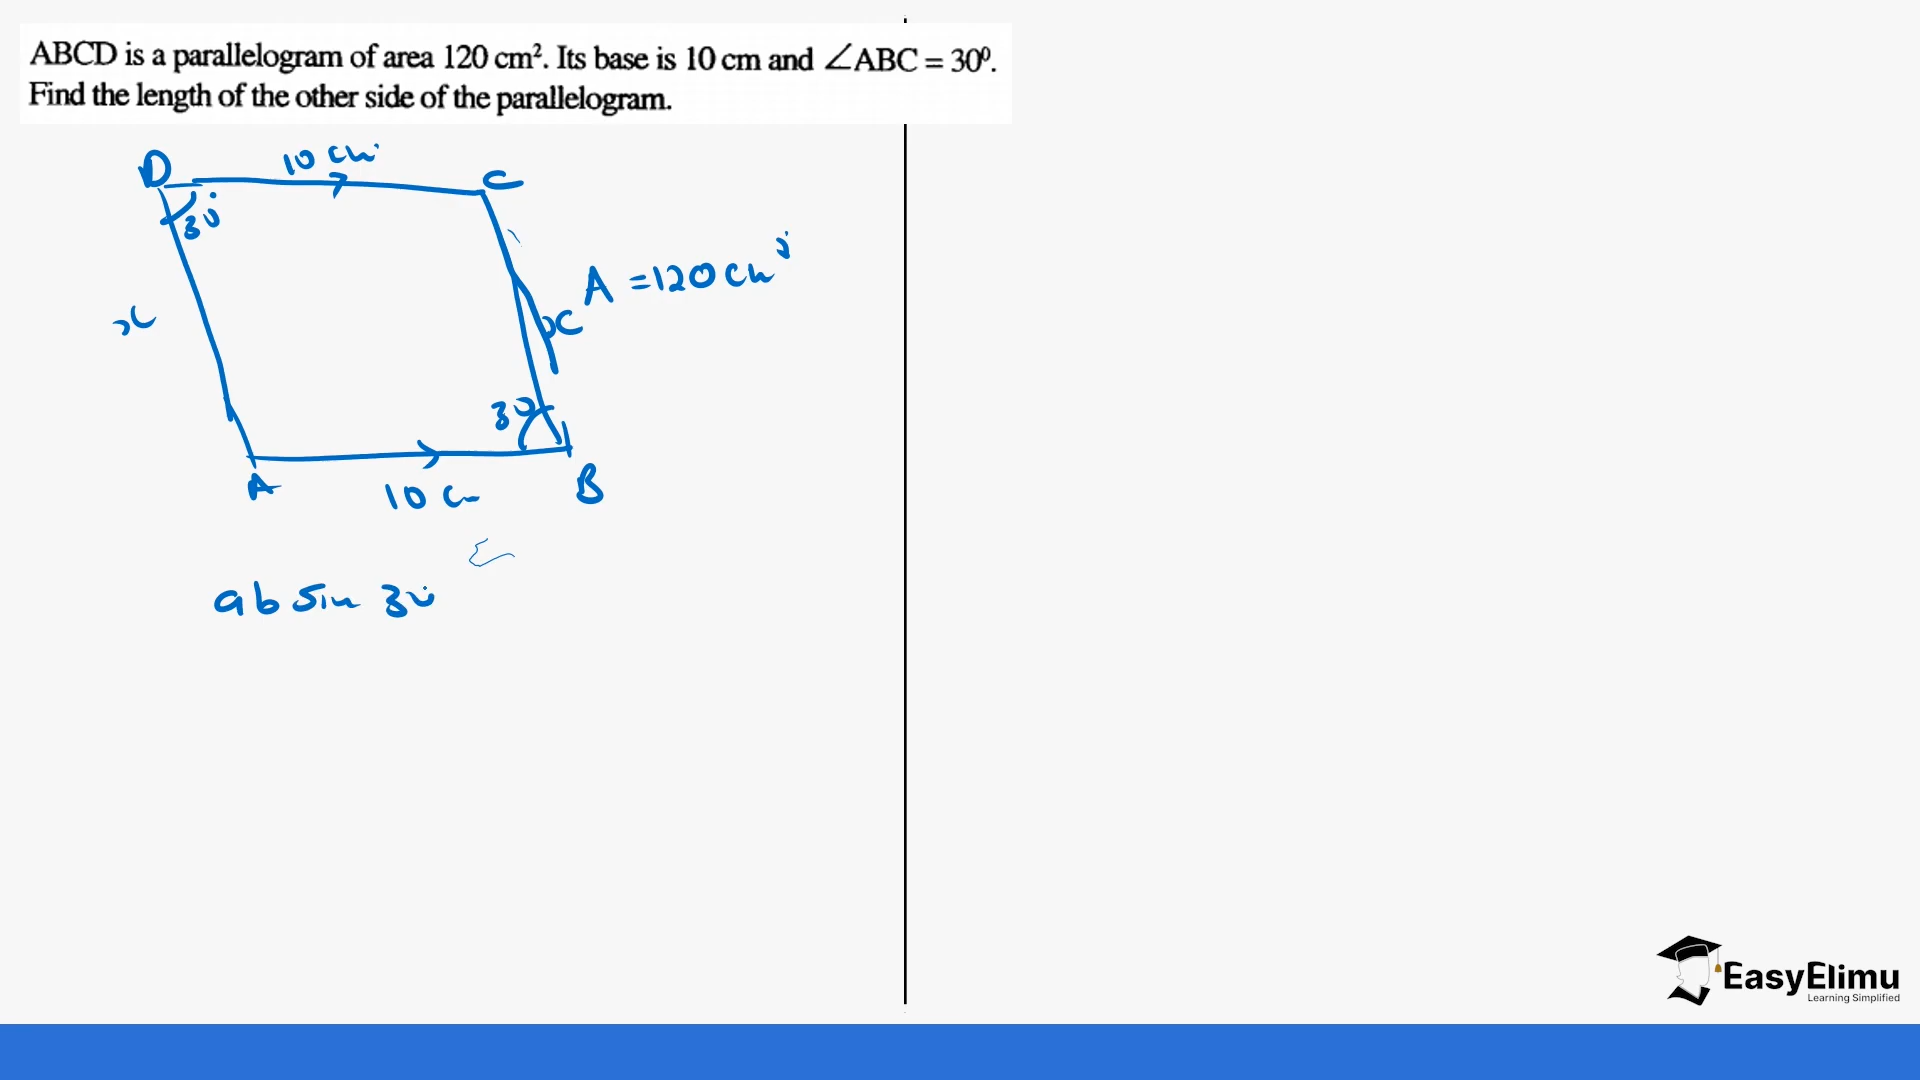 ABCD is a parallelogram of area 120 cm². Its base is 10 cm and ∠ABC = 30⁰.
Find the length of the other side of the parallelogram.
D 10 cm C
30°
A = 120 cm²
x x
30
A 10 cm B
ab sin 30°
EasyElimu
Learning Simplified